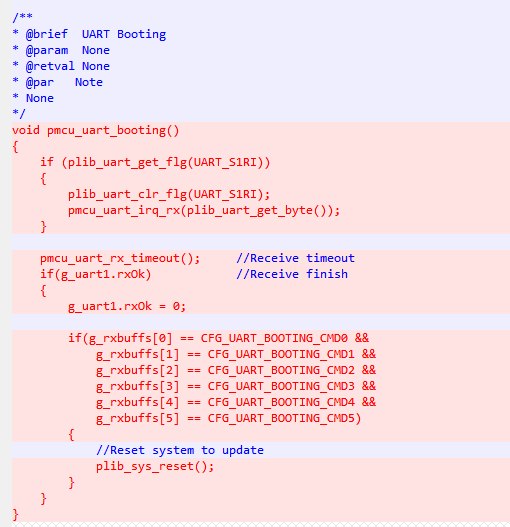 /**
* @brief  UART Booting
* @param  None
* @retval None
* @par   Note
* None
*/
void pmcu_uart_booting()
{
    if (plib_uart_get_flg(UART_S1RI))
    {
        plib_uart_clr_flg(UART_S1RI);
        pmcu_uart_irq_rx(plib_uart_get_byte());
    }

    pmcu_uart_rx_timeout();     //Receive timeout
    if(g_uart1.rxOk)            //Receive finish
    {
        g_uart1.rxOk = 0;

        if(g_rxbuffs[0] == CFG_UART_BOOTING_CMD0 &&
            g_rxbuffs[1] == CFG_UART_BOOTING_CMD1 &&
            g_rxbuffs[2] == CFG_UART_BOOTING_CMD2 &&
            g_rxbuffs[3] == CFG_UART_BOOTING_CMD3 &&
            g_rxbuffs[4] == CFG_UART_BOOTING_CMD4 &&
            g_rxbuffs[5] == CFG_UART_BOOTING_CMD5)
        {
            //Reset system to update
            plib_sys_reset();
        }
    }
}